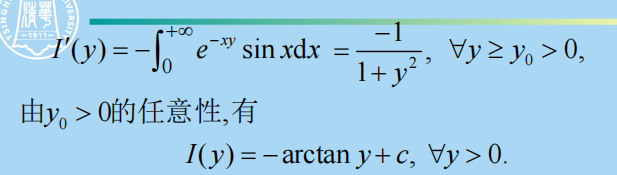 I'(y) = -∫₀^{+∞} e^{-xy} sin xdx = -1/(1+y²), ∀y ≥ y₀ > 0,
由y₀ > 0的任意性,有
I(y) = -arctan y + c, ∀y > 0.